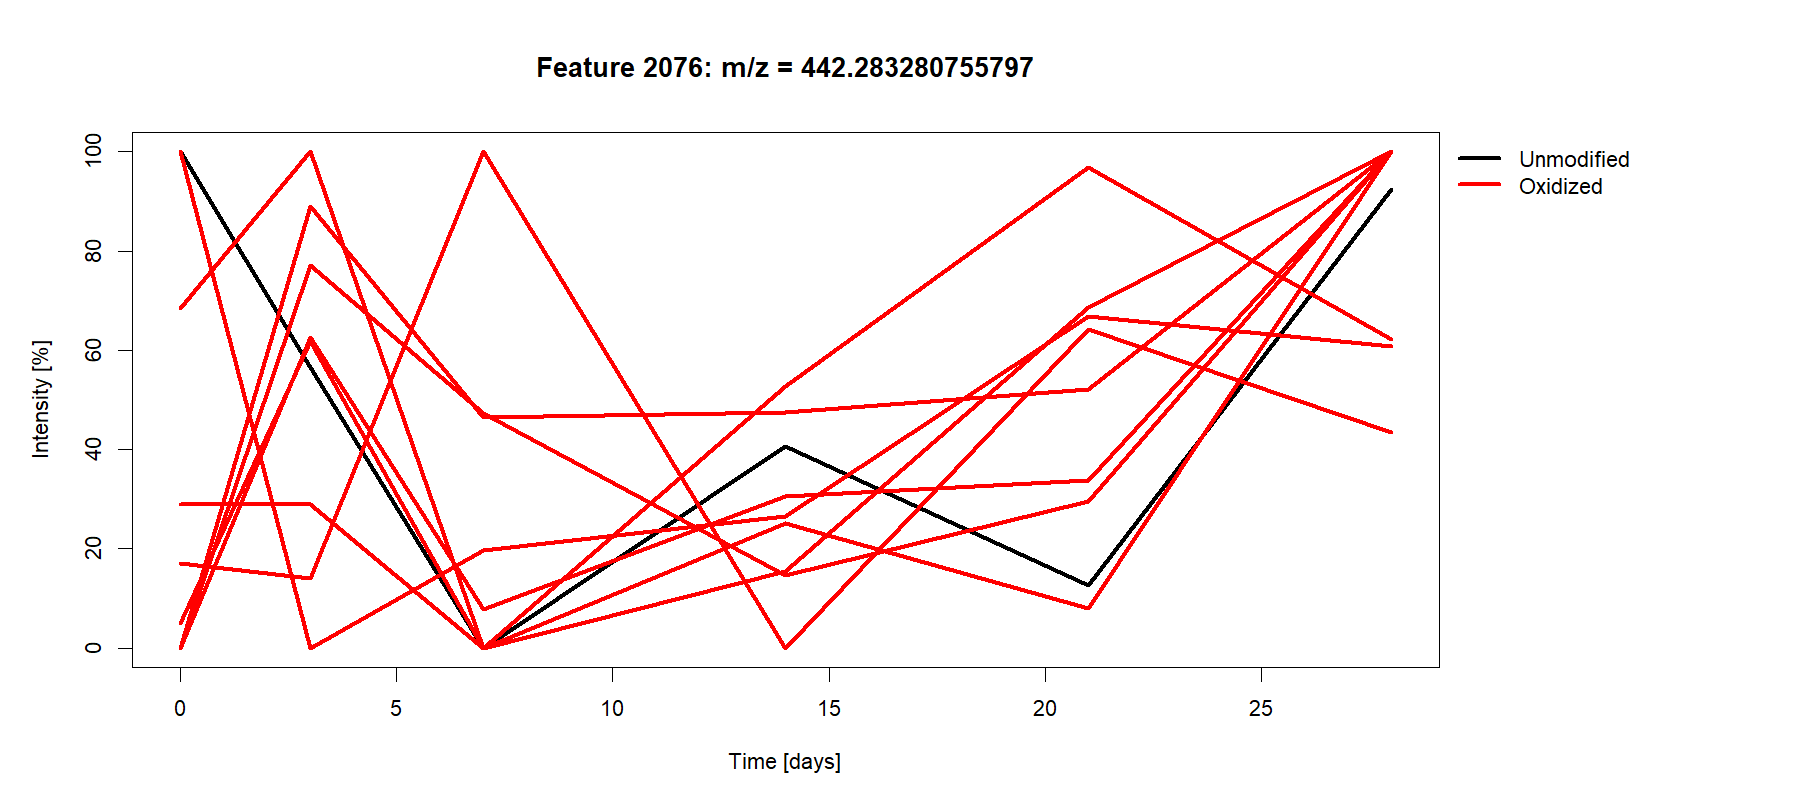 Feature 2076: m/z = 442.283280755797
Unmodified
Oxidized
Intensity [%]
100
80
60
40
20
0
0 5 10 15 20 25
Time [days]